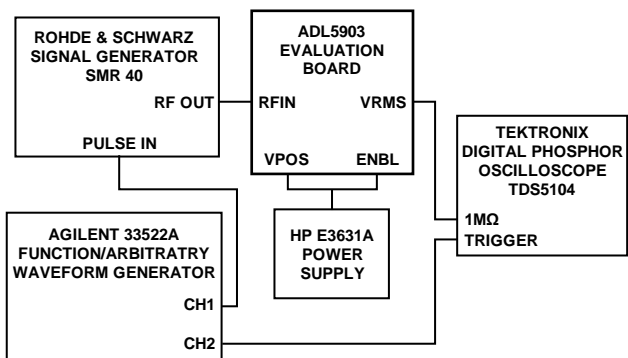 ROHDE & SCHWARZ
SIGNAL GENERATOR
SMR 40
RF OUT
PULSE IN
ADL5903
EVALUATION
BOARD
RFIN
VRMS
VPOS
ENBL
TEKTRONIX
DIGITAL PHOSPHOR
OSCILLOSCOPE
TDS5104
1MΩ
TRIGGER
AGILENT 33522A
FUNCTION/ARBITRATRY
WAVEFORM GENERATOR
CH1
CH2
HP E3631A
POWER
SUPPLY